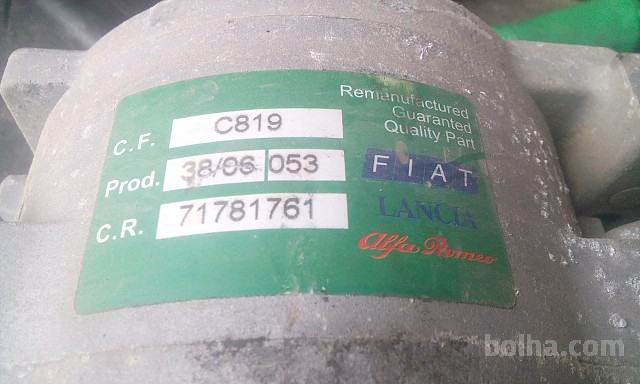 Remanufactured
Guaranteed
Quality Part
C.F. C819
Prod. 38/06 053
C.R. 71781761
FIAT
LANCIA
Alfa Romeo
bolha.com